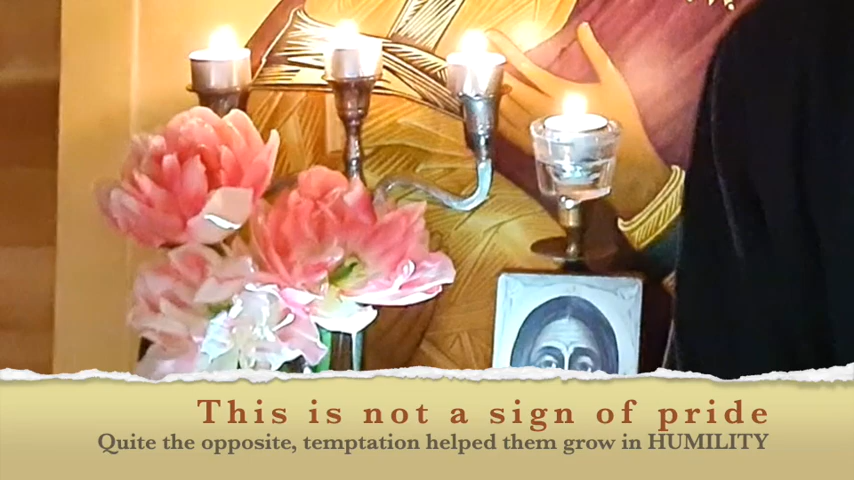 This is not a sign of pride
Quite the opposite, temptation helped them grow in HUMILITY